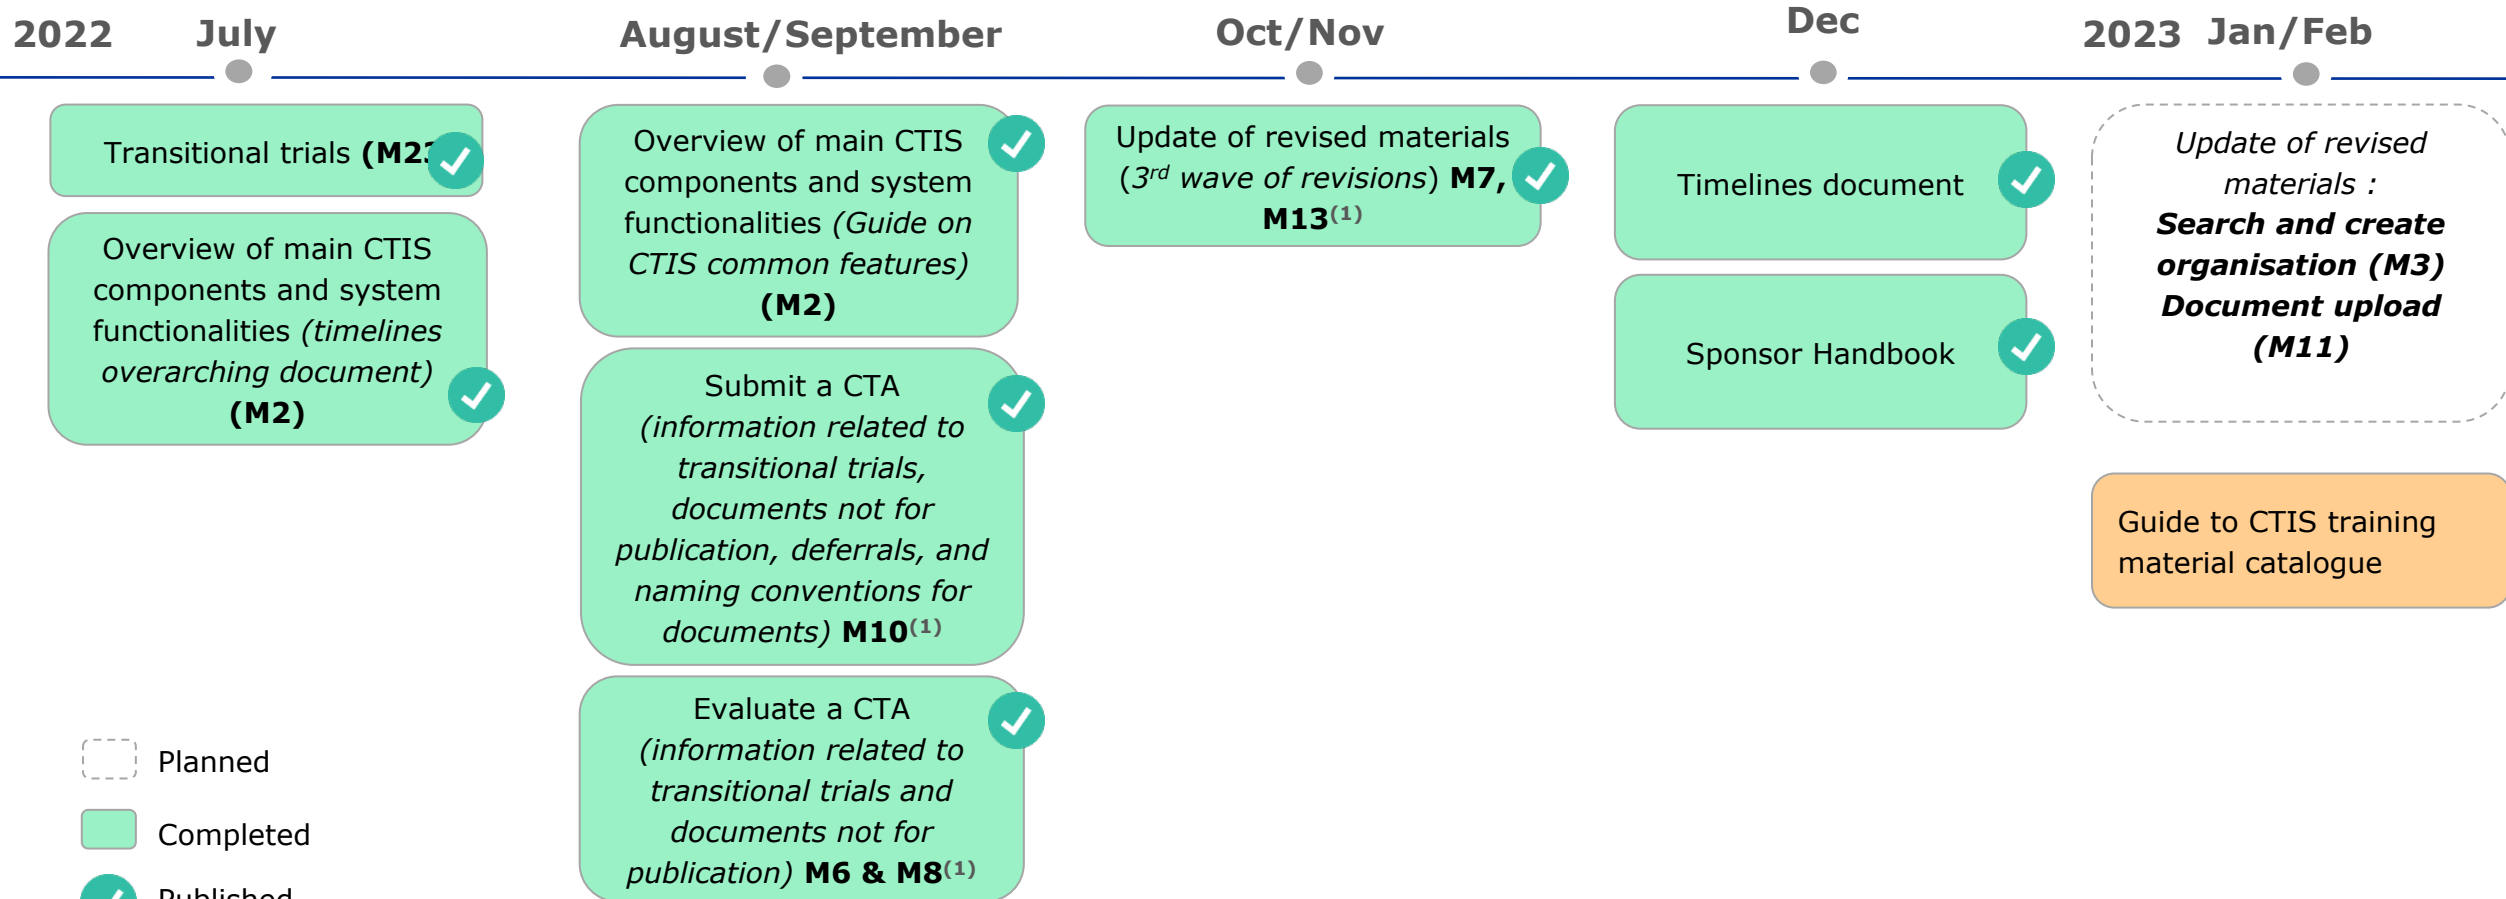 2022 July August/September Oct/Nov Dec 2023 Jan/Feb
Transitional trials (M23
Overview of main CTIS
components and system
functionalities (timelines
overarching document)
(M2)
Overview of main CTIS
components and system
functionalities (Guide on
CTIS common features)
(M2)
Submit a CTA
(information related to
transitional trials,
documents not for
publication, deferrals, and
naming conventions for
documents) M10(1)
Evaluate a CTA
(information related to
transitional trials and
documents not for
publication) M6 & M8(1)
Update of revised materials
(3rd wave of revisions) M7,
M13(1)
Timelines document
Sponsor Handbook
Update of revised
materials :
Search and create
organisation (M3)
Document upload
(M11)
Guide to CTIS training
material catalogue
Planned
Completed
Published